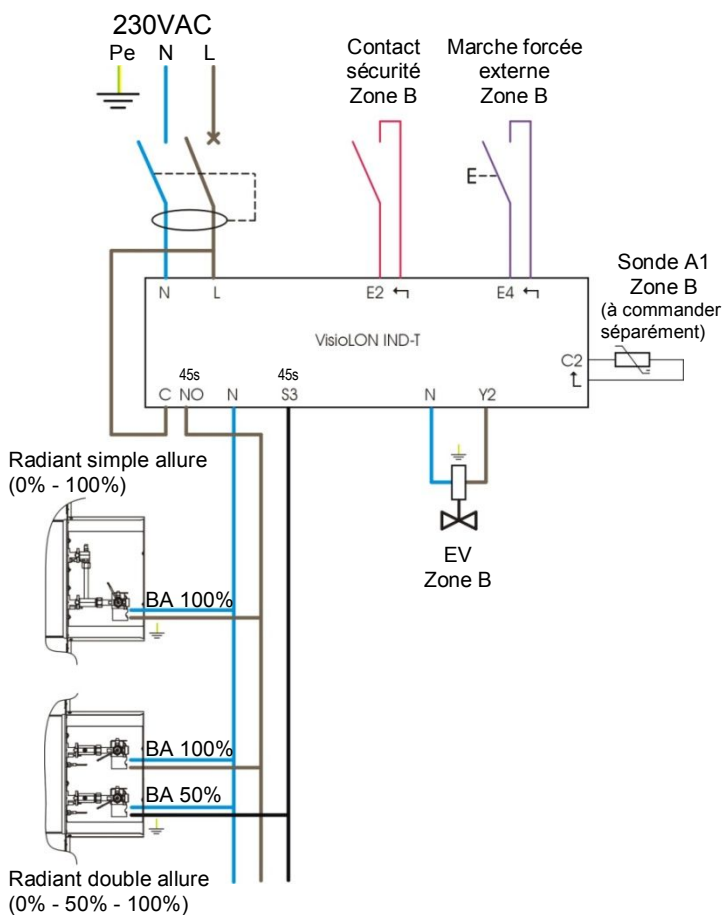 230VAC
Pe N L
Contact
sécurité
Zone B
Marche forcée
externe
Zone B
E
N L E2 E4
Sonde A1
Zone B
(à commander
séparément)
VisioLON IND-T
C2
45s 45s
C NO N S3 N Y2
Radiant simple allure
(0% - 100%)
BA 100%
EV
Zone B
BA 100%
BA 50%
Radiant double allure
(0% - 50% - 100%)